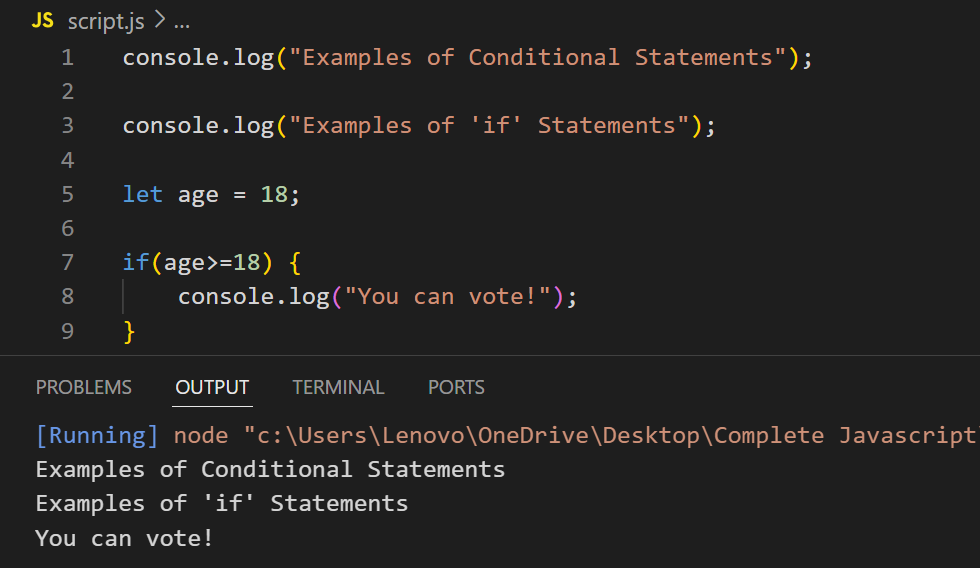 JS script.js > ...
1 console.log("Examples of Conditional Statements");
2
3 console.log("Examples of 'if' Statements");
4
5 let age = 18;
6
7 if(age>=18) {
8     console.log("You can vote!");
9 }
PROBLEMS OUTPUT TERMINAL PORTS
[Running] node "c:\Users\Lenovo\OneDrive\Desktop\Complete Javascript\
Examples of Conditional Statements
Examples of 'if' Statements
You can vote!